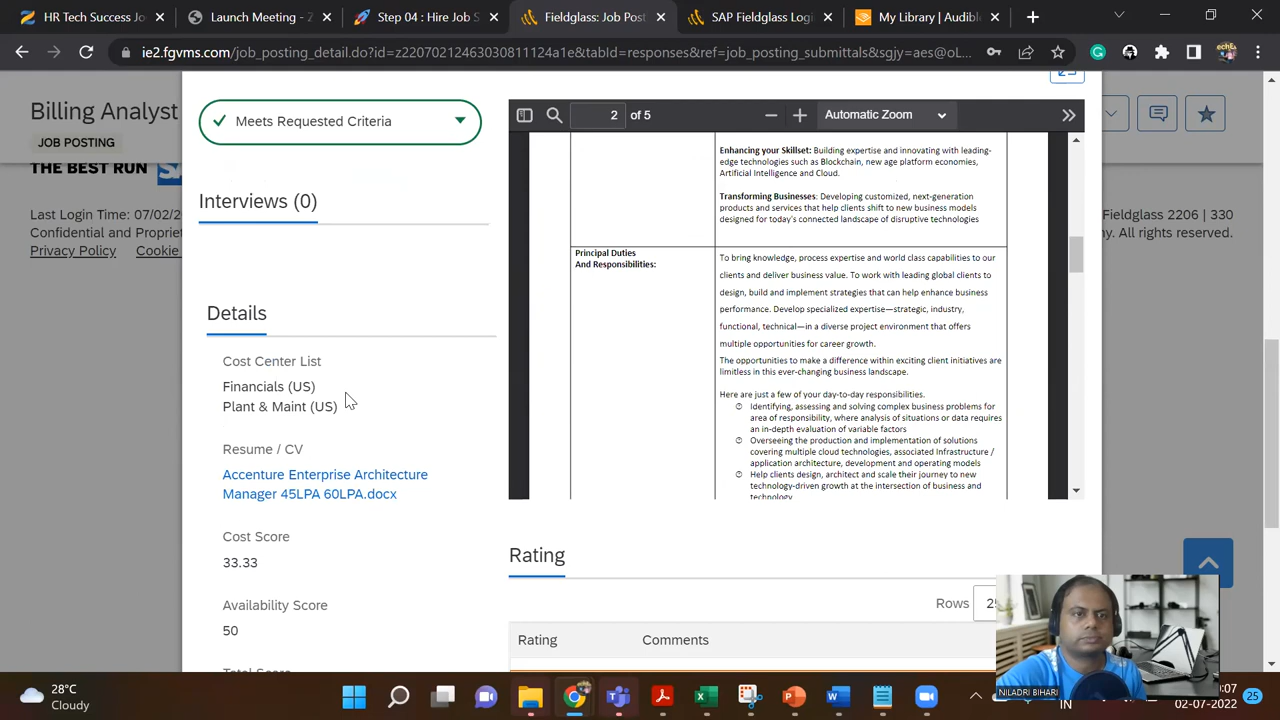 HR Tech Success Jo
Launch Meeting - Z
Step 04 : Hire Job S
Fieldglass: Job Post
SAP Fieldglass Logi
My Library | Audibl
ie2.fgvms.com/job_posting_detail.do?id=z22070212463030811124a1e&tabId=responses&ref=job_posting_submittals&sgjy=aes@oL...
Billing Analyst
JOB POSTING
THE BEST RUN
Last Login Time: 07/02/2
Confidential and Propriet
Privacy Policy
Cookie
Fieldglass 2206 | 330
ny. All rights reserved.
Meets Requested Criteria
Interviews (0)
Details
Cost Center List
Financials (US)
Plant & Maint (US)
Resume / CV
Accenture Enterprise Architecture
Manager 45LPA 60LPA.docx
Cost Score
33.33
Availability Score
50
2 of 5
Automatic Zoom
Enhancing your Skillset: Building expertise and innovating with leading-
edge technologies such as Blockchain, new age platform economies,
Artificial Intelligence and Cloud.
Transforming Businesses: Developing customized, next-generation
products and services that help clients shift to new business models
designed for today's connected landscape of disruptive technologies
Principal Duties
And Responsibilities:
To bring knowledge, process expertise and world class capabilities to our
clients and deliver business value. To work with leading global clients to
design, build and implement strategies that can help enhance business
performance. Develop specialized expertise—strategic, industry,
functional, technical—in a diverse project environment that offers
multiple opportunities for career growth.
The opportunities to make a difference within exciting client initiatives are
limitless in this ever-changing business landscape.
Here are just a few of your day-to-day responsibilities.
Identifying, assessing and solving complex business problems for
area of responsibility, where analysis of situations or data requires
an in-depth evaluation of variable factors
Overseeing the production and implementation of solutions
covering multiple cloud technologies, associated Infrastructure /
application architecture, development and operating models
Help clients design, architect and scale their journey to new
technology-driven growth at the intersection of business and
technology
Rating
Rows
Rating
Comments
NILADRI BIHARI
28°C
Cloudy
IN
0:07
02-07-2022
25